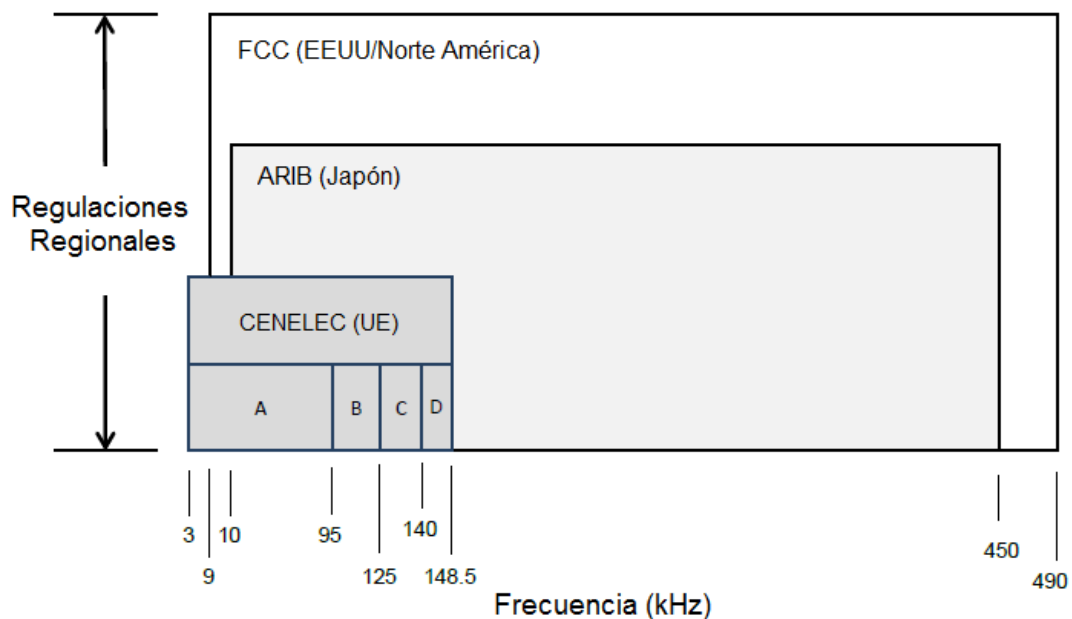 FCC (EEUU/Norte América)
ARIB (Japón)
Regulaciones
Regionales
CENELEC (UE)
A
B
C
D
3
10
95
140
450
9
125
148.5
490
Frecuencia (kHz)